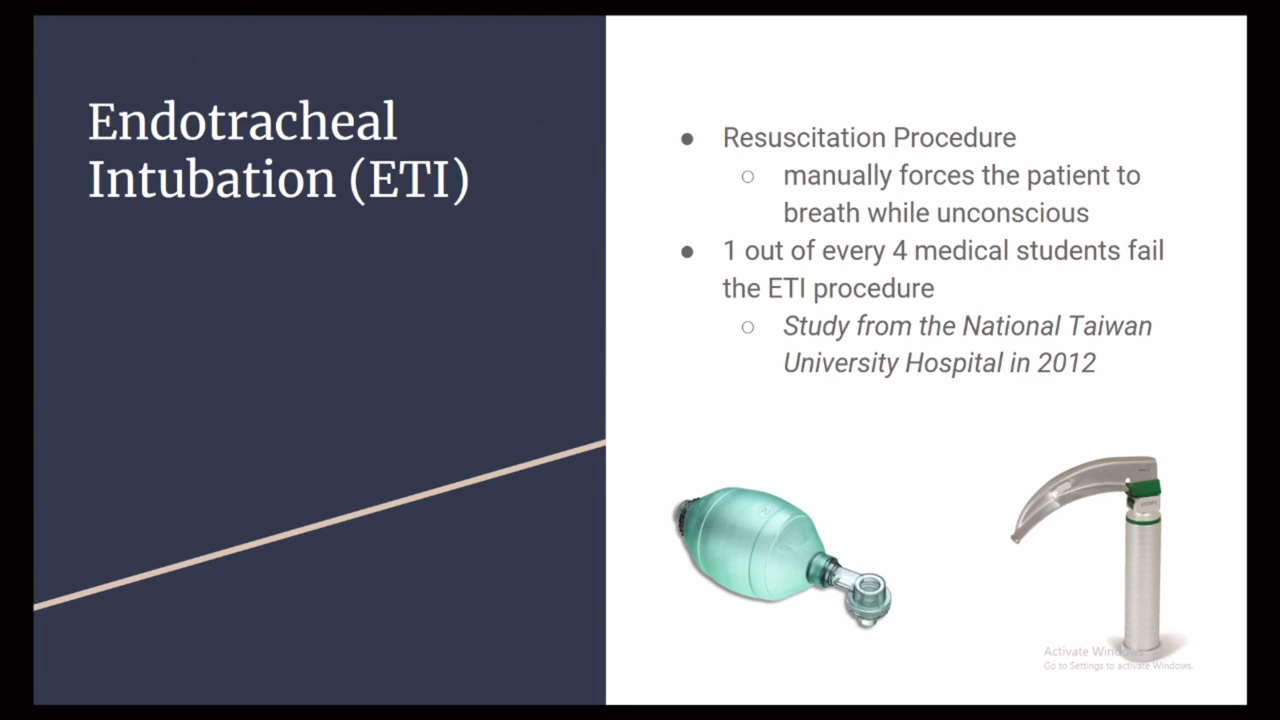 Endotracheal
Intubation (ETI)
● Resuscitation Procedure
○ manually forces the patient to
breath while unconscious
● 1 out of every 4 medical students fail
the ETI procedure
○ Study from the National Taiwan
University Hospital in 2012
Activate Windows
Go to Settings to activate Windows.